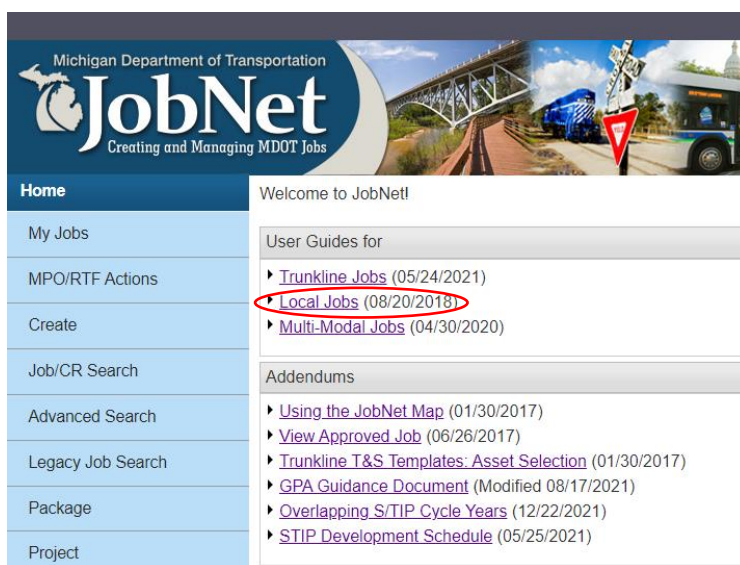 Michigan Department of Transportation
JobNet
Creating and Managing MDOT Jobs
Home
My Jobs
MPO/RTF Actions
Create
Job/CR Search
Advanced Search
Legacy Job Search
Package
Project
Welcome to JobNet!
User Guides for
Trunkline Jobs (05/24/2021)
Local Jobs (08/20/2018)
Multi-Modal Jobs (04/30/2020)
Addendums
Using the JobNet Map (01/30/2017)
View Approved Job (06/26/2017)
Trunkline T&S Templates: Asset Selection (01/30/2017)
GPA Guidance Document (Modified 08/17/2021)
Overlapping S/TIP Cycle Years (12/22/2021)
STIP Development Schedule (05/25/2021)